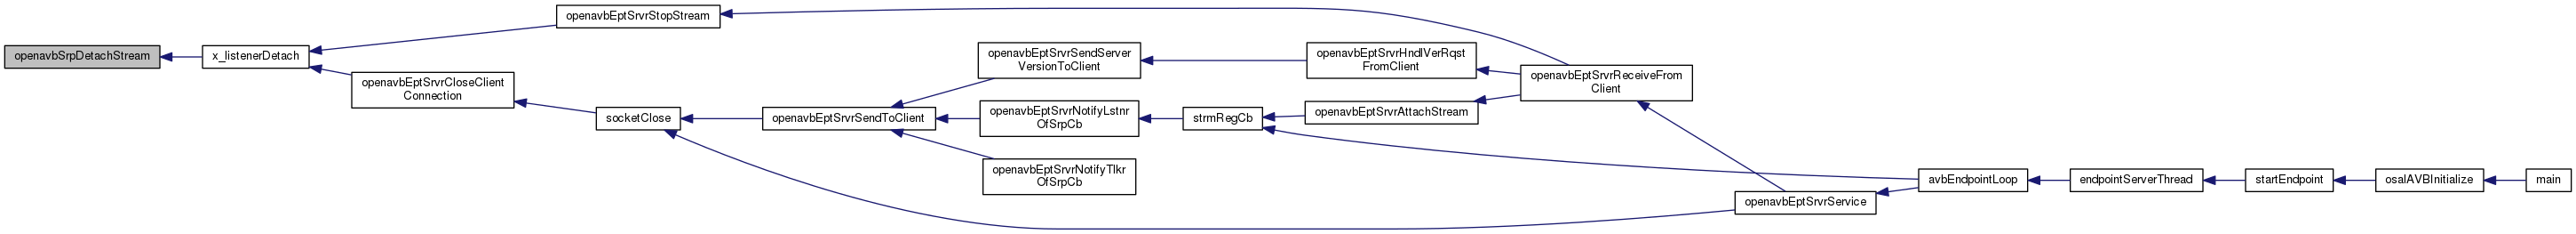 openavbSrpDetachStream
x_listenerDetach
openavbEptSrvrStopStream
openavbEptSrvrCloseClient
Connection
socketClose
openavbEptSrvrSendToClient
openavbEptSrvrSendServer
VersionToClient
openavbEptSrvrNotifyLstnr
OfSrpCb
openavbEptSrvrNotifyTlkr
OfSrpCb
strmRegCb
openavbEptSrvrHndlVerRqst
FromClient
openavbEptSrvrAttachStream
openavbEptSrvrReceiveFrom
Client
openavbEptSrvrService
avbEndpointLoop
endpointServerThread
startEndpoint
osalAVBInitialize
main